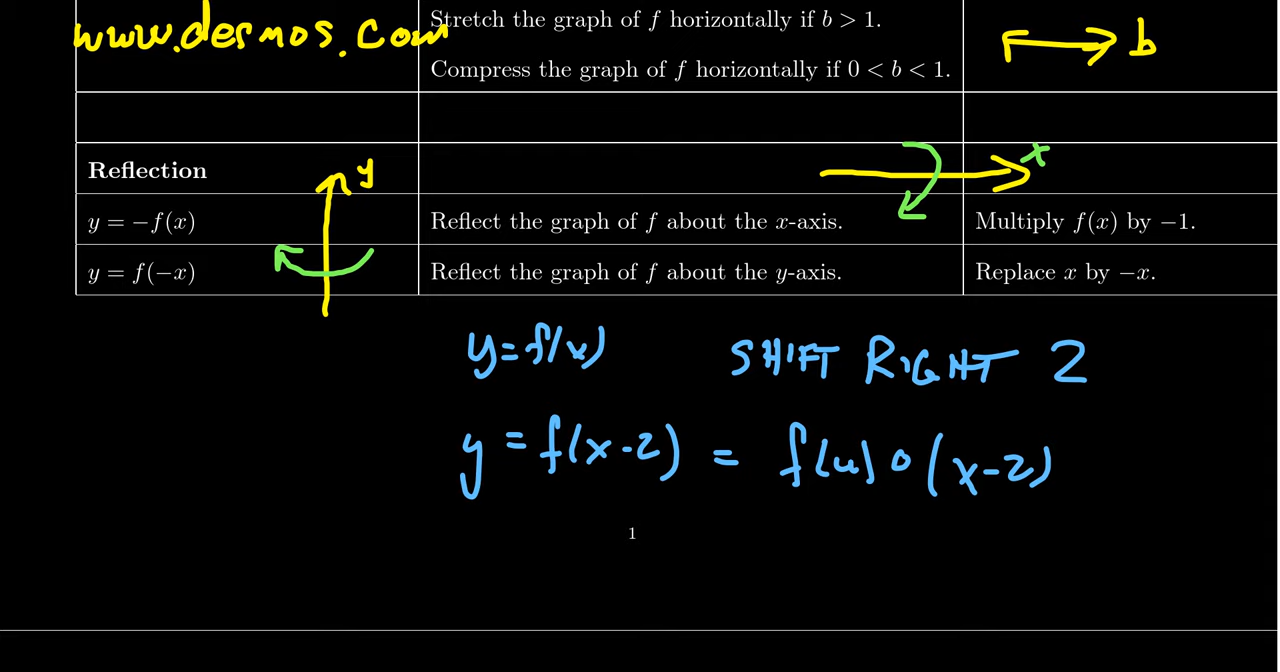 www.desmos.com
Stretch the graph of f horizontally if b > 1.
Compress the graph of f horizontally if 0 < b < 1.
b
Reflection
y
x
y = −f(x)
Reflect the graph of f about the x-axis.
Multiply f(x) by −1.
y = f(−x)
Reflect the graph of f about the y-axis.
Replace x by −x.
y = f(x)
SHIFT RIGHT 2
y = f(x-2) = f(u) ∘ (x-2)
1